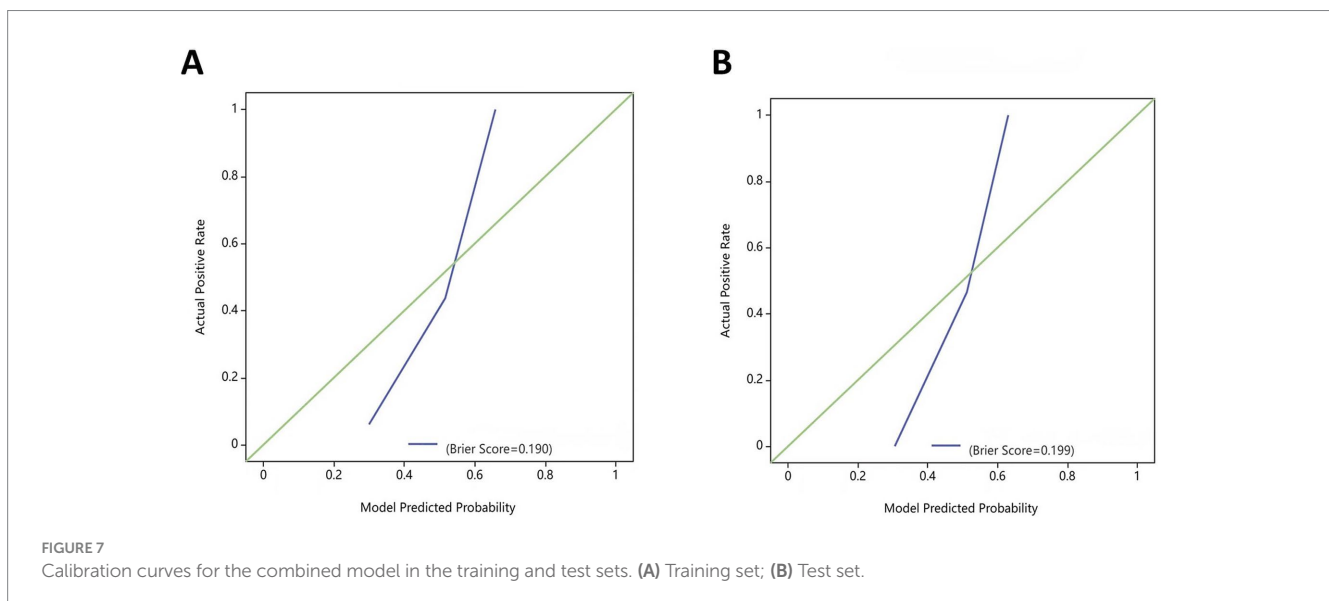 A
B
1
0.8
0.6
0.4
0.2
0
Actual Positive Rate
(Brier Score=0.190)
0 0.2 0.4 0.6 0.8 1
Model Predicted Probability
1
0.8
0.6
0.4
0.2
0
Actual Positive Rate
(Brier Score=0.199)
0 0.2 0.4 0.6 0.8 1
Model Predicted Probability
FIGURE 7
Calibration curves for the combined model in the training and test sets. (A) Training set; (B) Test set.